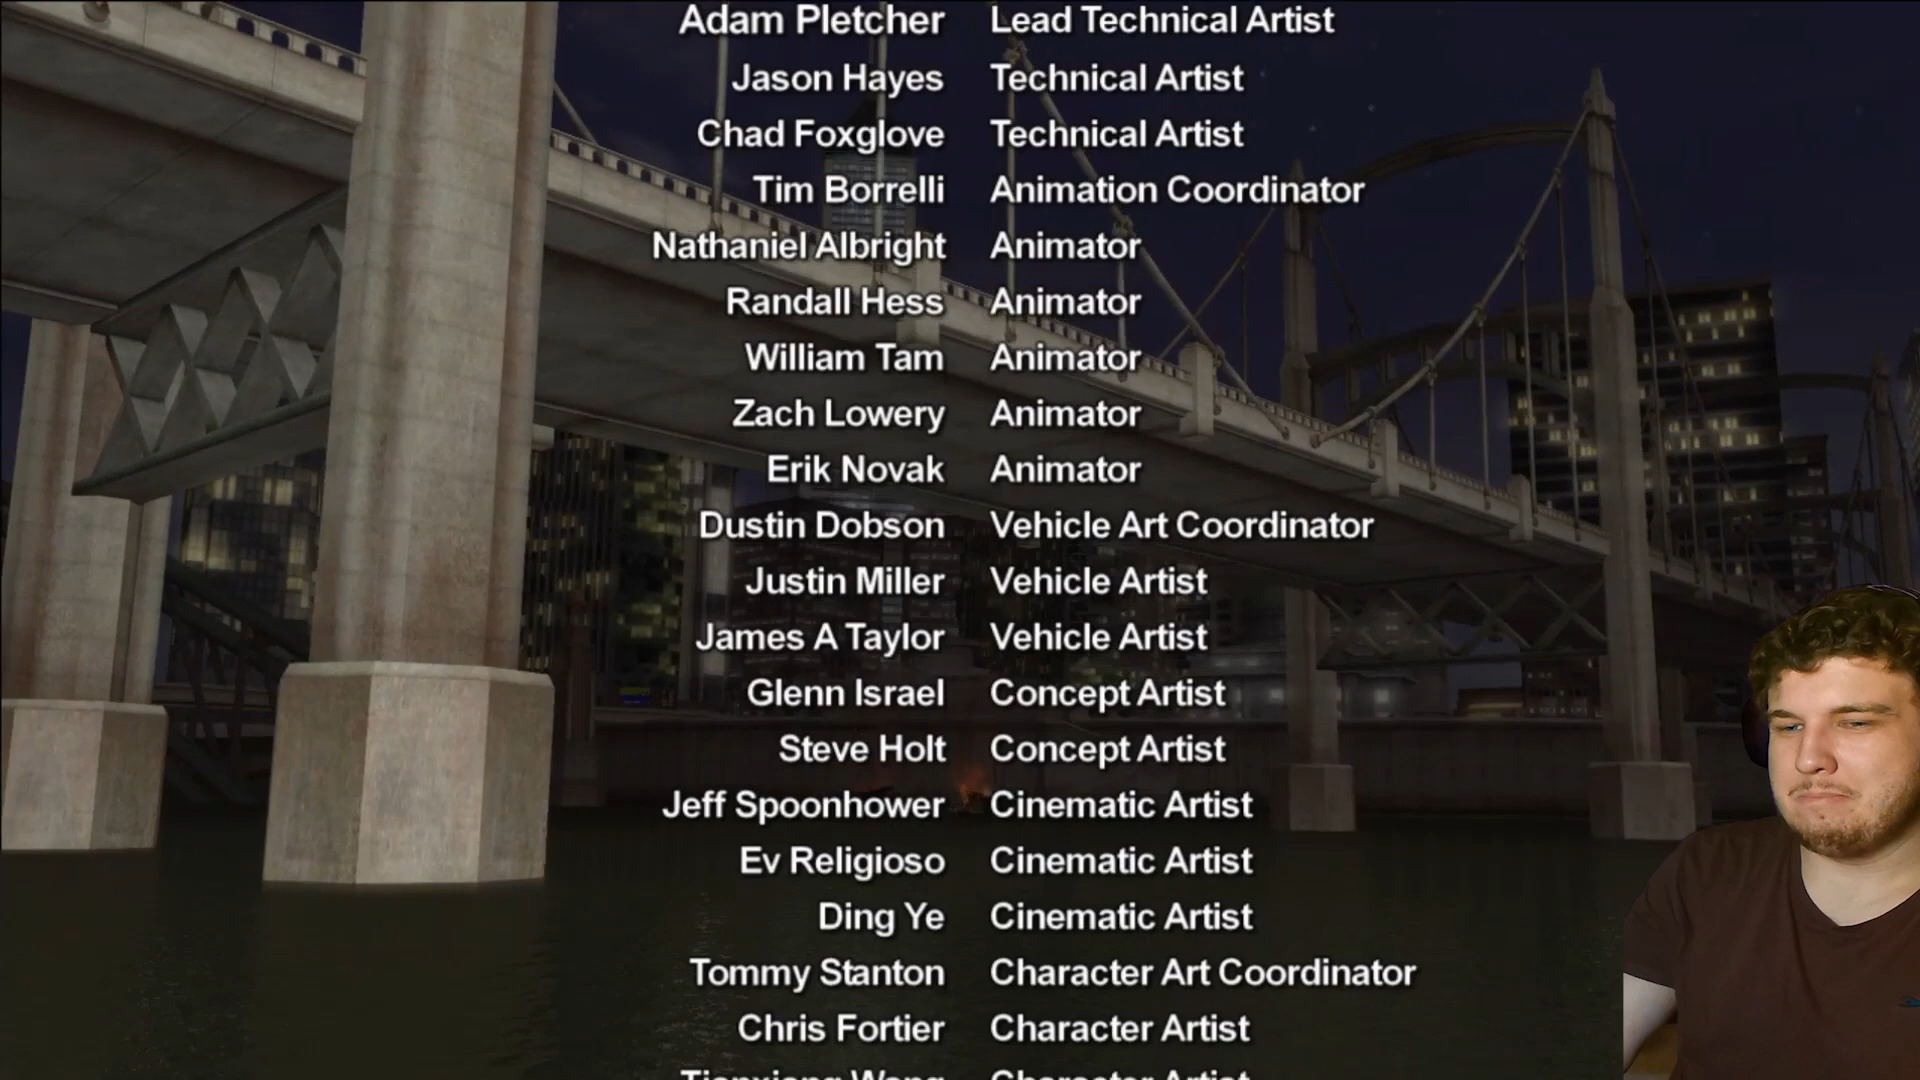 Adam Pletcher Lead Technical Artist
Jason Hayes Technical Artist
Chad Foxglove Technical Artist
Tim Borrelli Animation Coordinator
Nathaniel Albright Animator
Randall Hess Animator
William Tam Animator
Zach Lowery Animator
Erik Novak Animator
Dustin Dobson Vehicle Art Coordinator
Justin Miller Vehicle Artist
James A Taylor Vehicle Artist
Glenn Israel Concept Artist
Steve Holt Concept Artist
Jeff Spoonhower Cinematic Artist
Ev Religioso Cinematic Artist
Ding Ye Cinematic Artist
Tommy Stanton Character Art Coordinator
Chris Fortier Character Artist
Character Artist